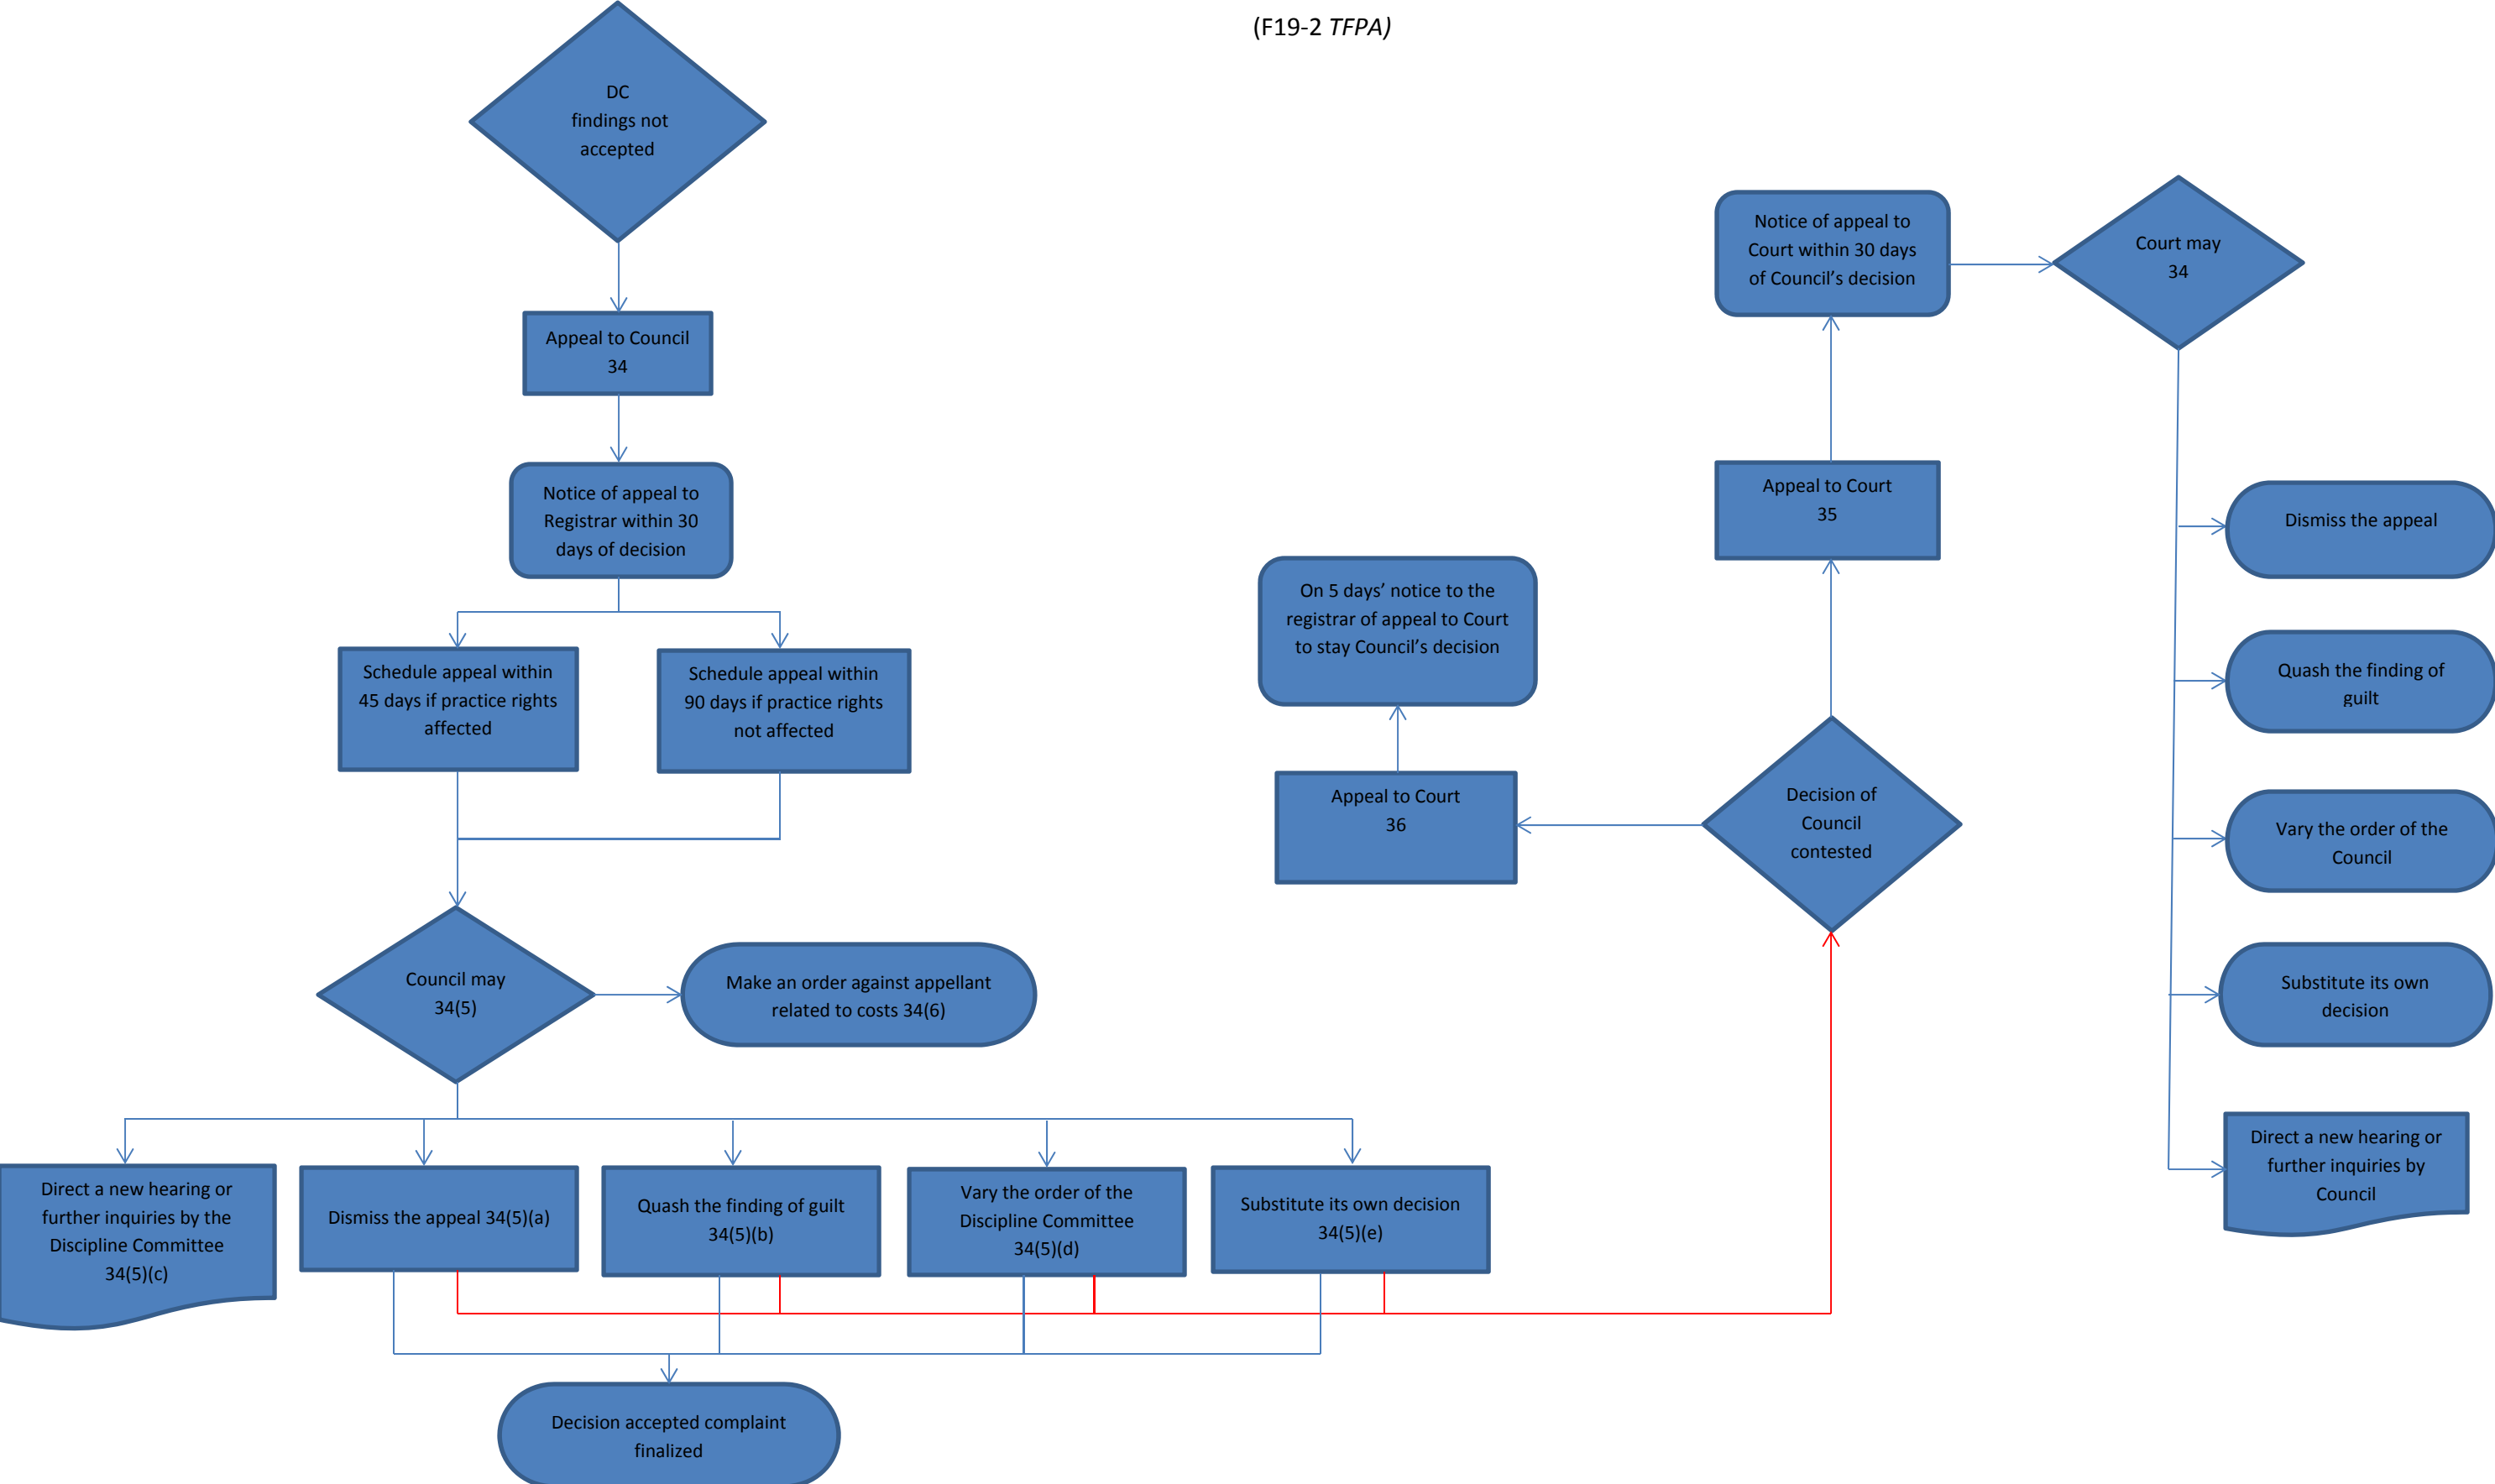 (F19-2 TFPA)
DC
findings not
accepted
Appeal to Council
34
Notice of appeal to
Registrar within 30
days of decision
Schedule appeal within
45 days if practice rights
affected
Schedule appeal within
90 days if practice rights
not affected
Council may
34(5)
Make an order against appellant
related to costs 34(6)
Direct a new hearing or
further inquiries by the
Discipline Committee
34(5)(c)
Dismiss the appeal 34(5)(a)
Quash the finding of guilt
34(5)(b)
Vary the order of the
Discipline Committee
34(5)(d)
Substitute its own decision
34(5)(e)
Decision accepted complaint
finalized
Decision of
Council
contested
Appeal to Court
36
On 5 days’ notice to the
registrar of appeal to Court
to stay Council’s decision
Appeal to Court
35
Notice of appeal to
Court within 30 days
of Council’s decision
Court may
34
Dismiss the appeal
Quash the finding of
guilt
Vary the order of the
Council
Substitute its own
decision
Direct a new hearing or
further inquiries by
Council